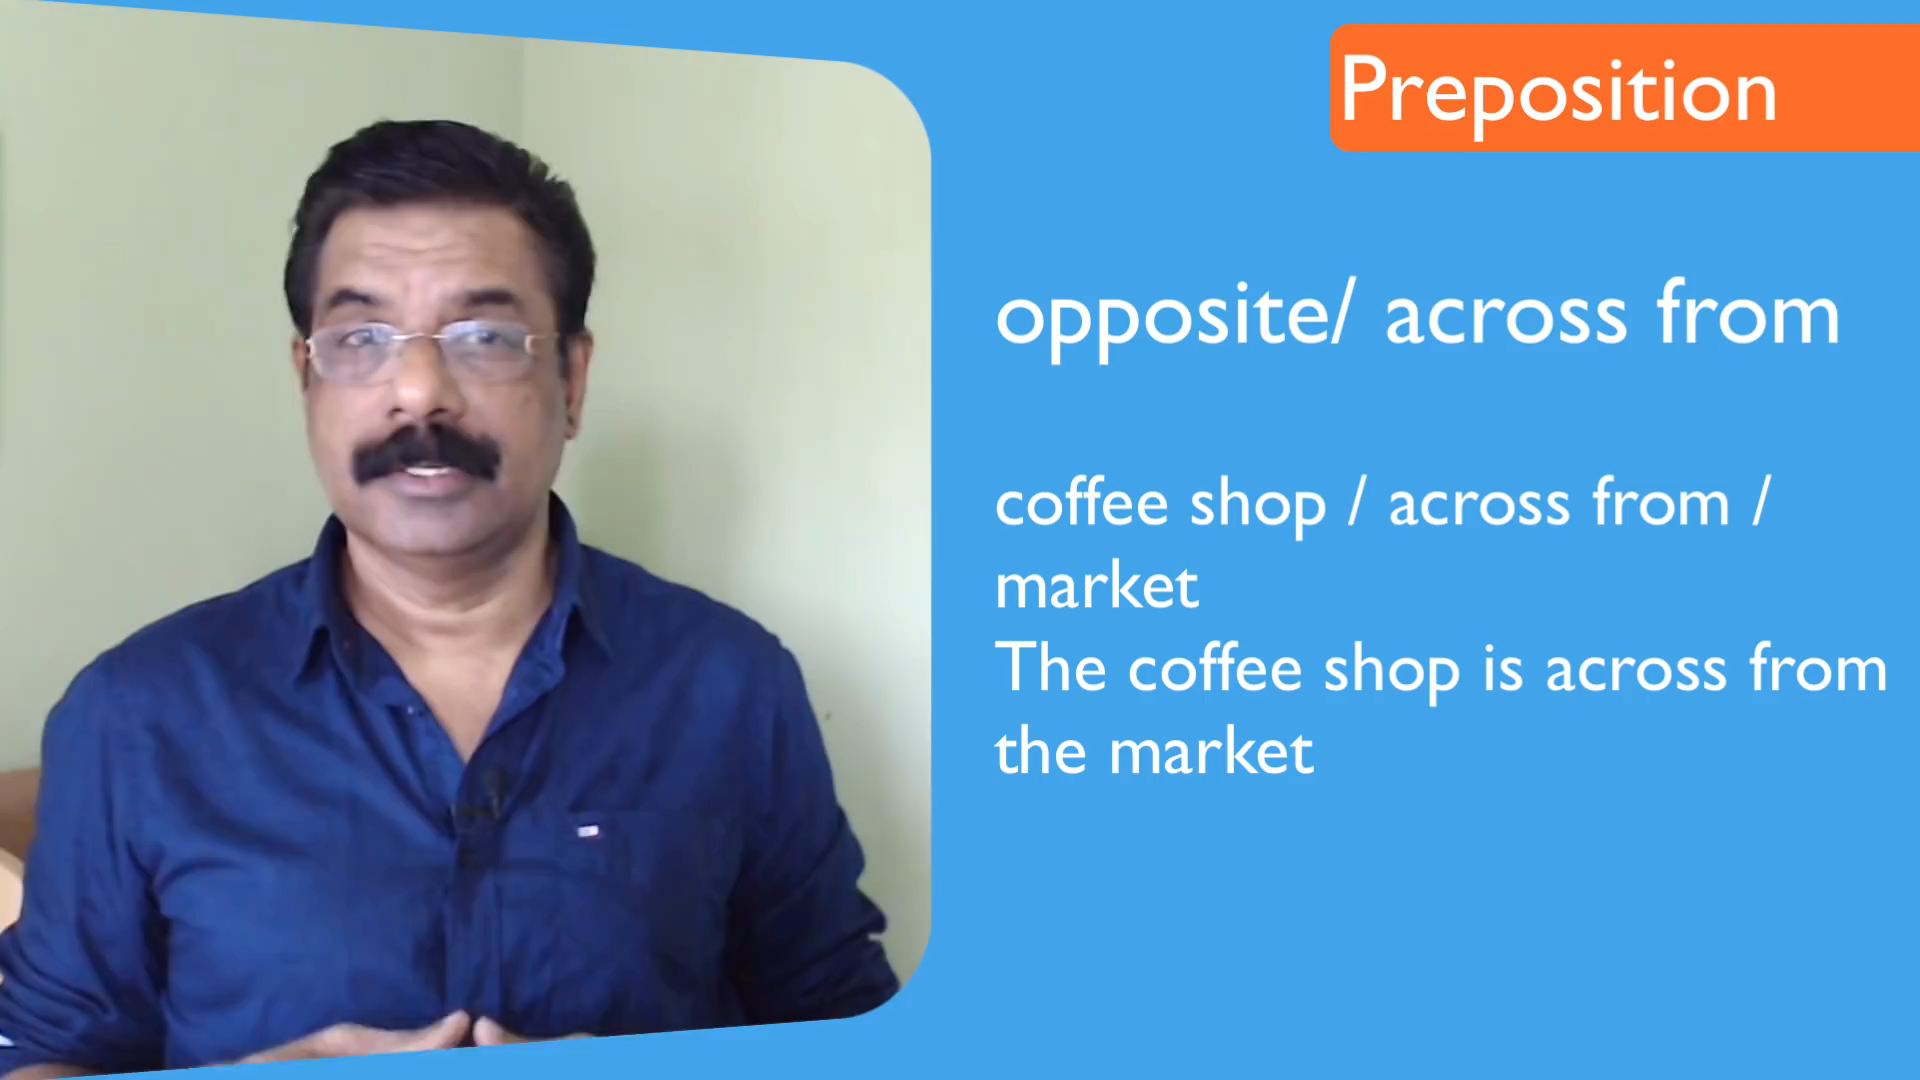 Preposition
opposite/ across from
coffee shop / across from /
market
The coffee shop is across from
the market